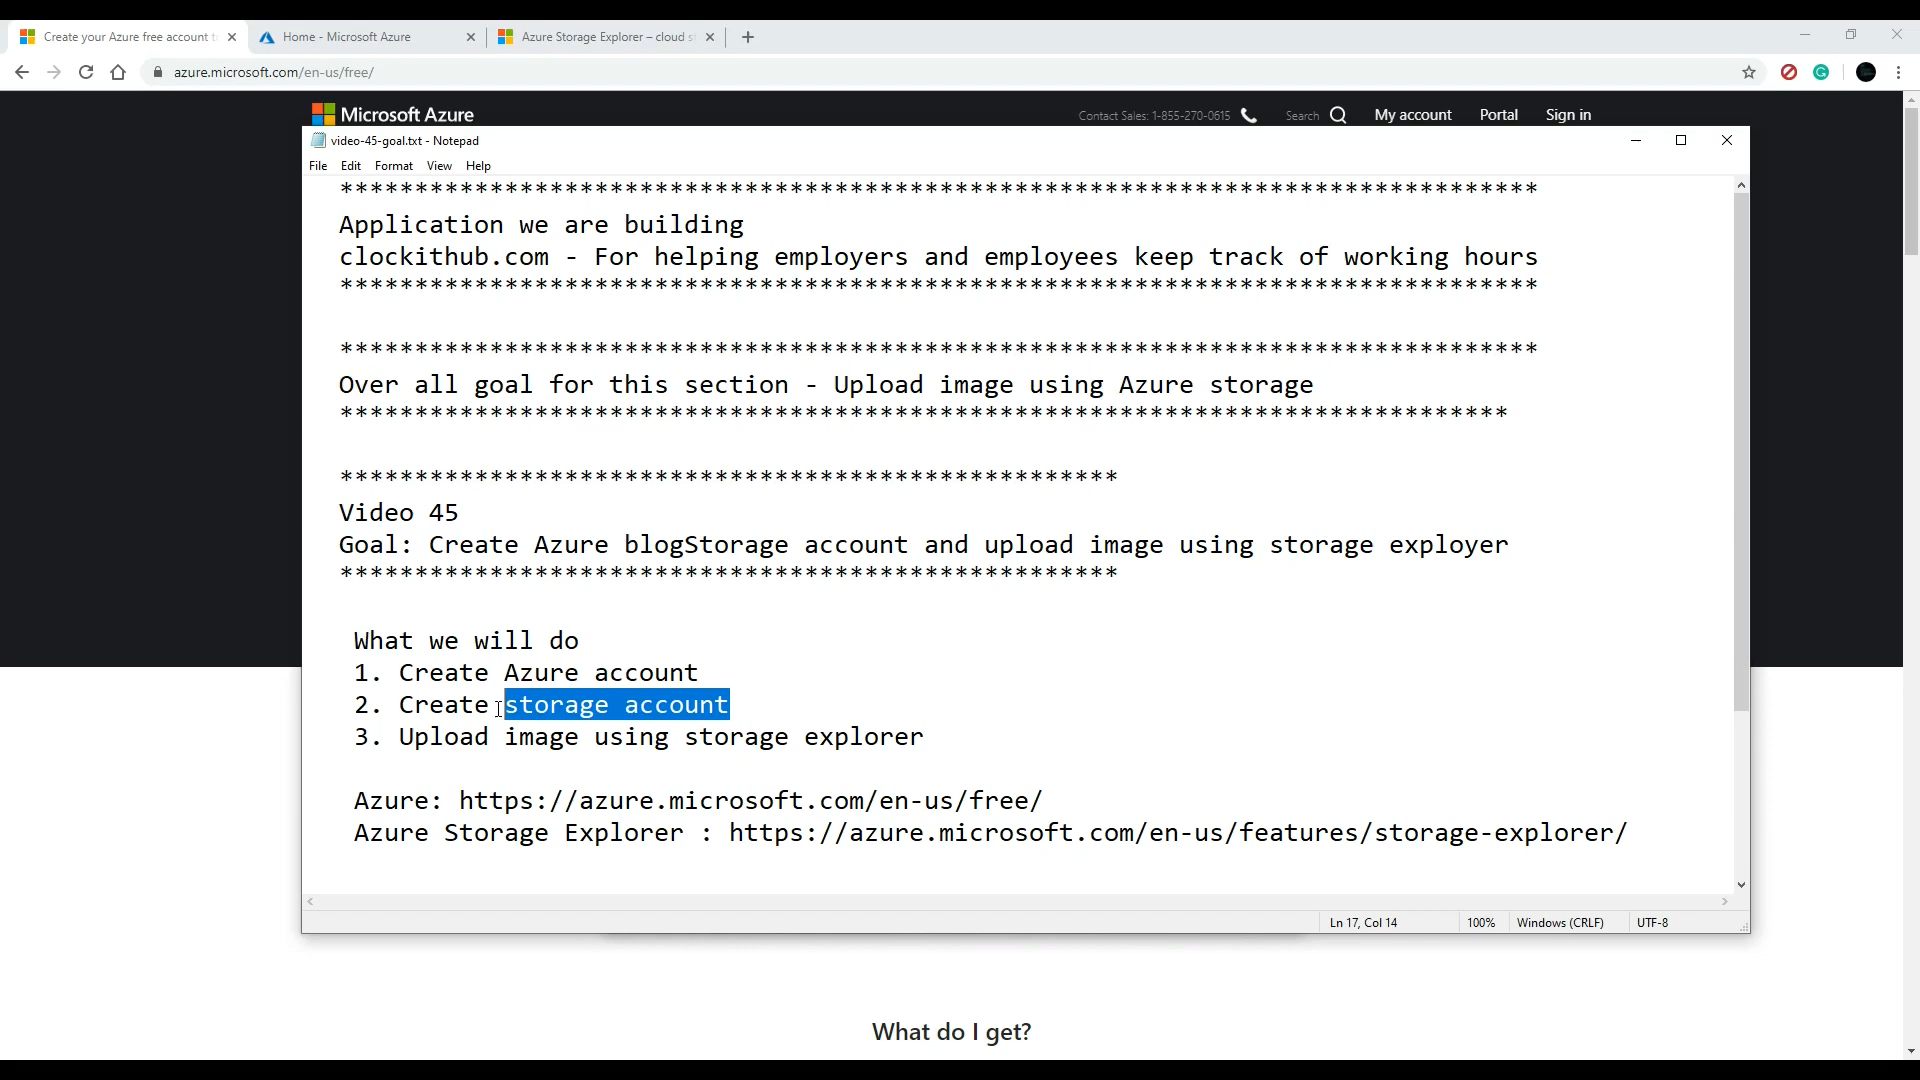 Create your Azure free account t
Home - Microsoft Azure
Azure Storage Explorer – cloud s
azure.microsoft.com/en-us/free/
Microsoft Azure
Contact Sales: 1-855-270-0615
Search
My account
Portal
Sign in
video-45-goal.txt - Notepad
File Edit Format View Help
********************************************************************************
Application we are building
clockithub.com - For helping employers and employees keep track of working hours
********************************************************************************
********************************************************************************
Over all goal for this section - Upload image using Azure storage
******************************************************************************
****************************************************
Video 45
Goal: Create Azure blogStorage account and upload image using storage exployer
****************************************************
What we will do
1. Create Azure account
2. Create storage account
3. Upload image using storage explorer
Azure: https://azure.microsoft.com/en-us/free/
Azure Storage Explorer : https://azure.microsoft.com/en-us/features/storage-explorer/
Ln 17, Col 14
100%
Windows (CRLF)
UTF-8
What do I get?